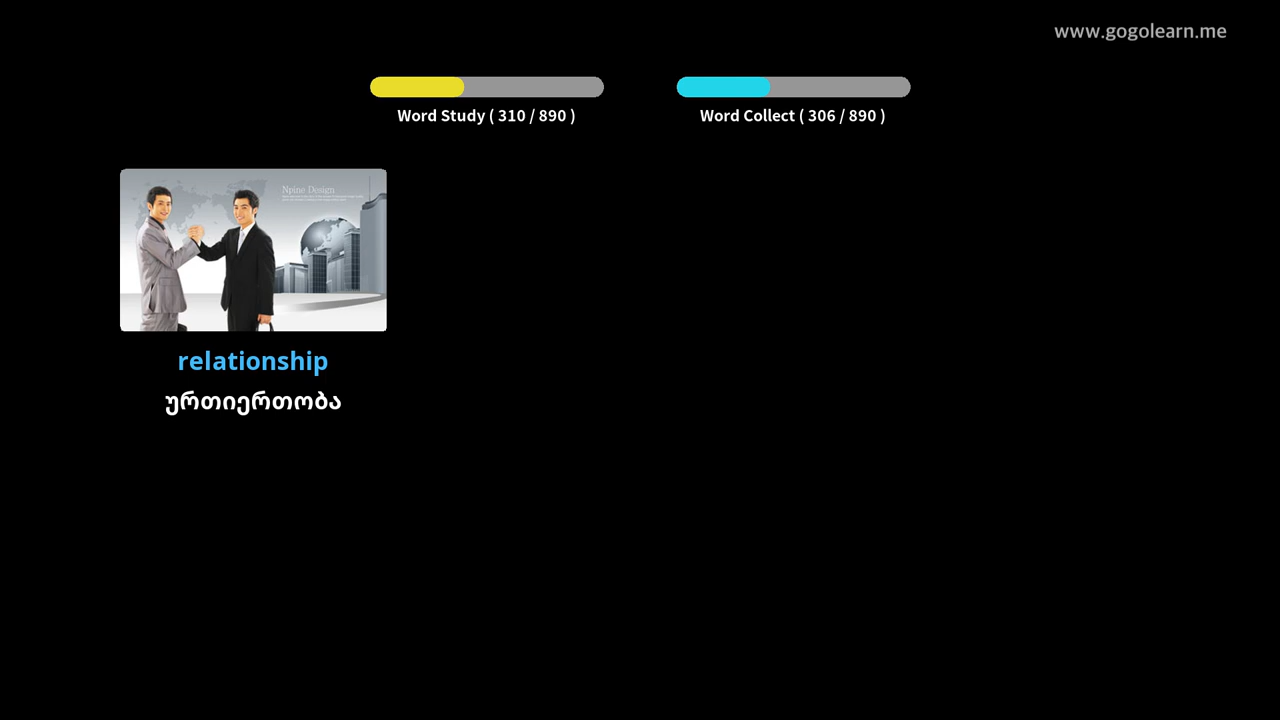 www.gogolearn.me
Word Study ( 310 / 890 )
Word Collect ( 306 / 890 )
Npine Design
relationship
ურთიერთობა